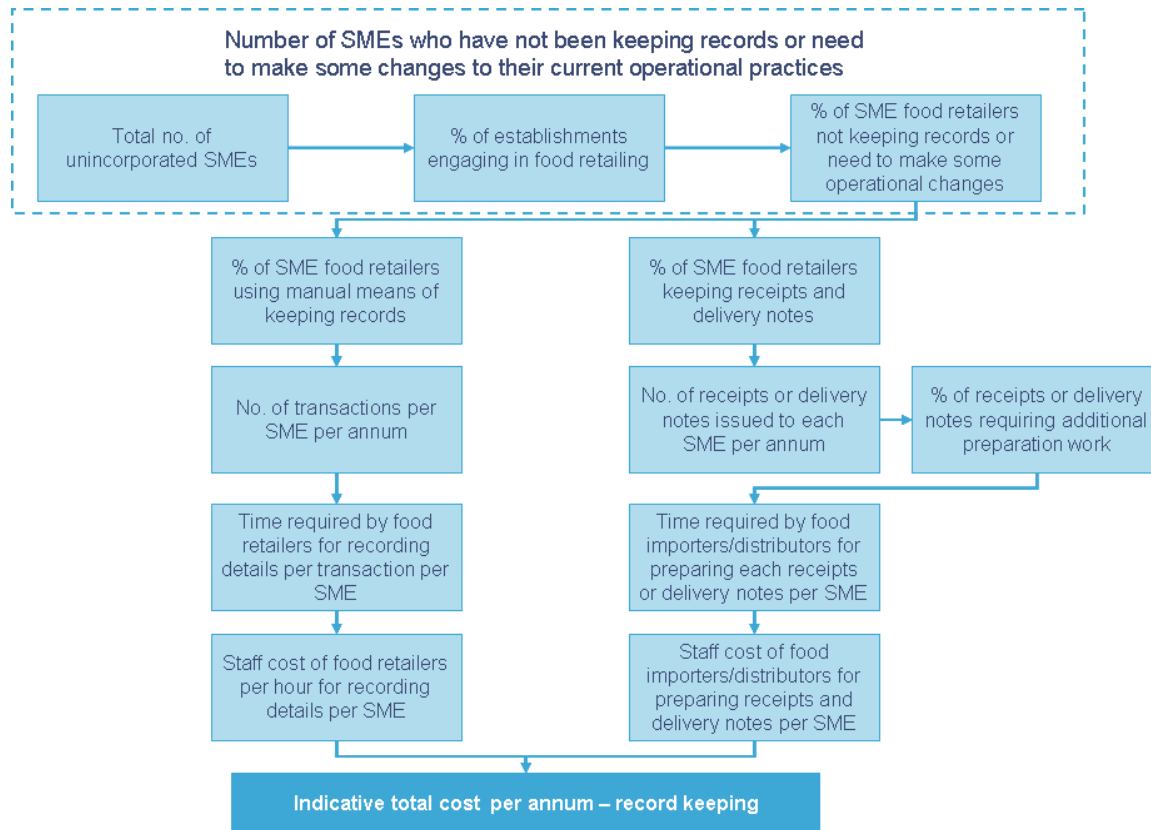 Number of SMEs who have not been keeping records or need
to make some changes to their current operational practices
Total no. of
unincorporated SMEs
% of establishments
engaging in food retailing
% of SME food retailers
not keeping records or
need to make some
operational changes
% of SME food retailers
using manual means of
keeping records
% of SME food retailers
keeping receipts and
delivery notes
No. of transactions per
SME per annum
No. of receipts or delivery
notes issued to each
SME per annum
% of receipts or delivery
notes requiring additional
preparation work
Time required by food
retailers for recording
details per transaction per
SME
Time required by food
importers/distributors for
preparing each receipts
or delivery notes per SME
Staff cost of food retailers
per hour for recording
details per SME
Staff cost of food
importers/distributors for
preparing receipts and
delivery notes per SME
Indicative total cost per annum – record keeping